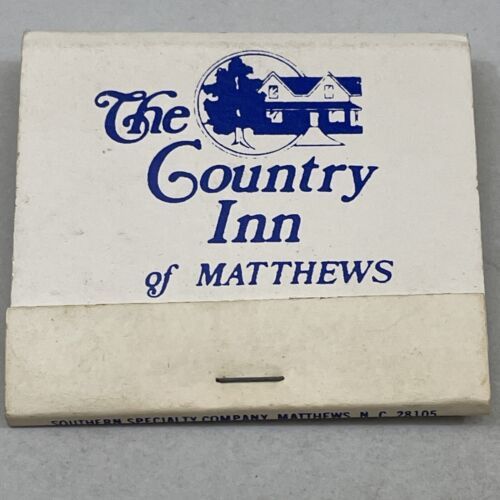 The
Country
Inn
of MATTHEWS
SOUTHERN SPECIALTY COMPANY, MATTHEWS, N. C. 28105